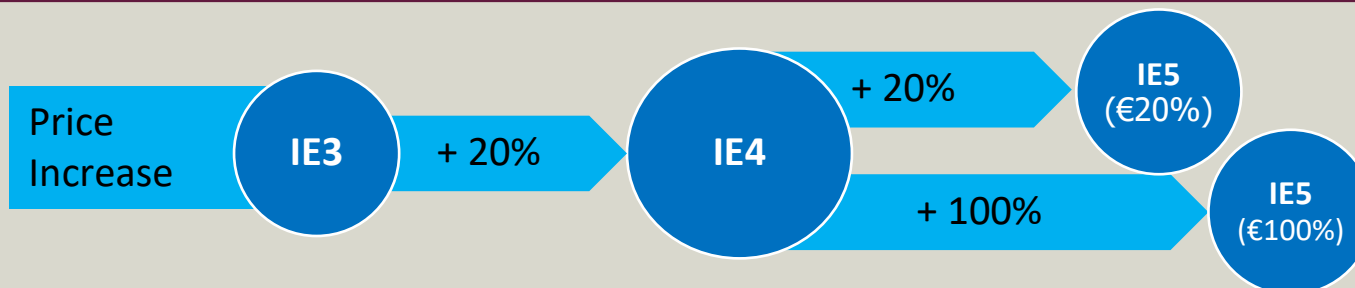 Price
Increase
IE3
+ 20%
IE4
+ 20%
IE5
(€20%)
+ 100%
IE5
(€100%)